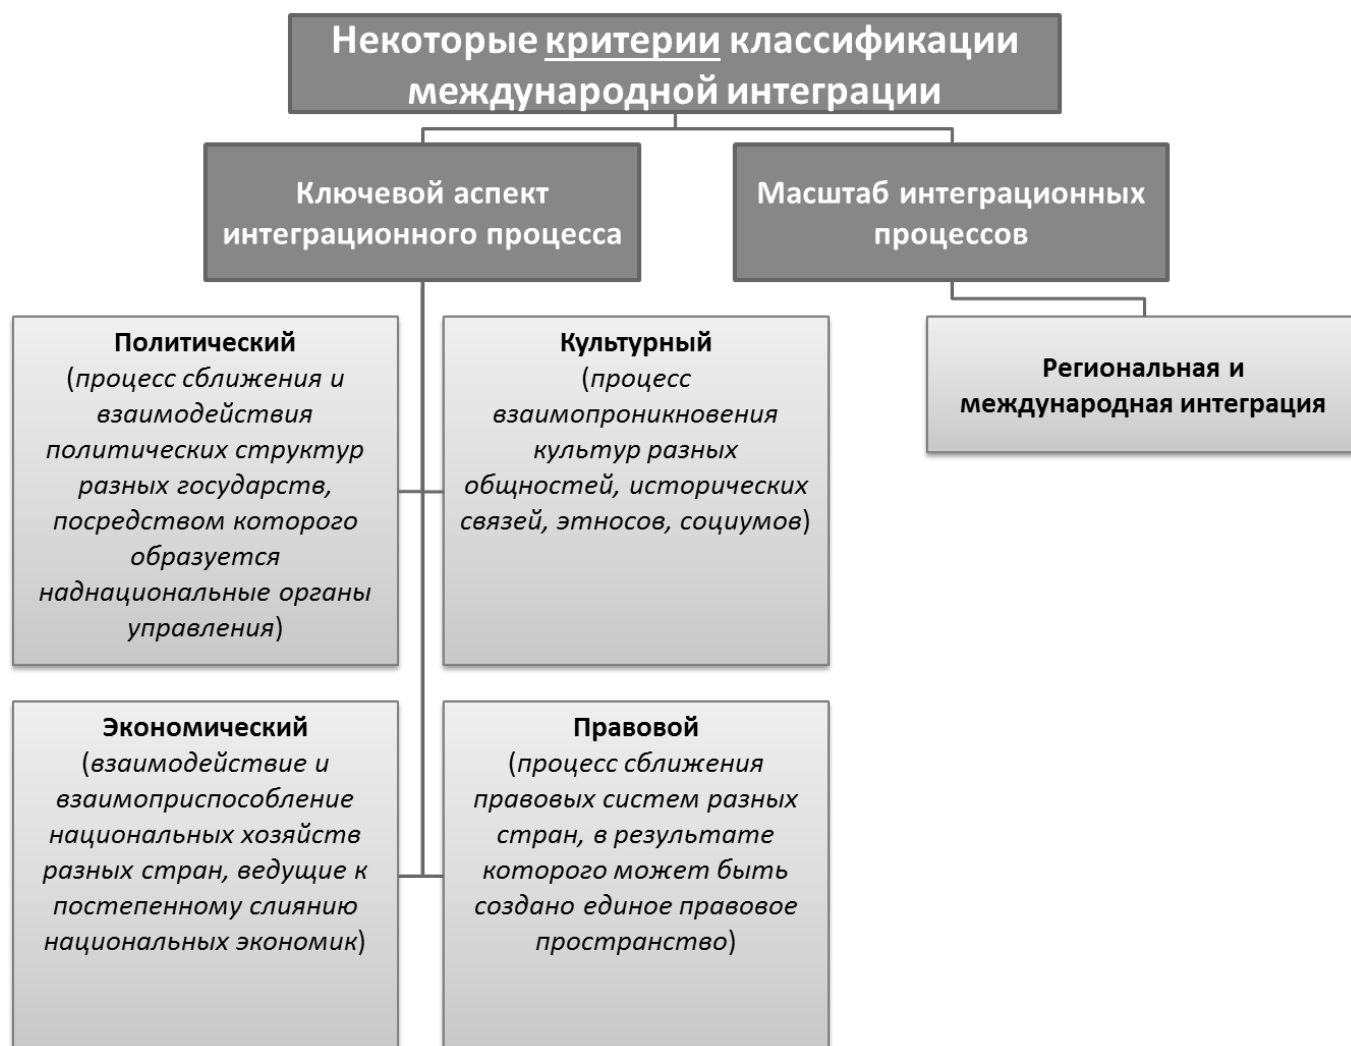 Некоторые критерии классификации
международной интеграции
Ключевой аспект
интеграционного процесса
Масштаб интеграционных
процессов
Политический
(процесс сближения и
взаимодействия
политических структур
разных государств,
посредством которого
образуется
наднациональные органы
управления)
Культурный
(процесс
взаимопроникновения
культур разных
общностей, исторических
связей, этносов, социумов)
Региональная и
международная интеграция
Экономический
(взаимодействие и
взаимоприспособление
национальных хозяйств
разных стран, ведущие к
постепенному слиянию
национальных экономик)
Правовой
(процесс сближения
правовых систем разных
стран, в результате
которого может быть
создано единое правовое
пространство)